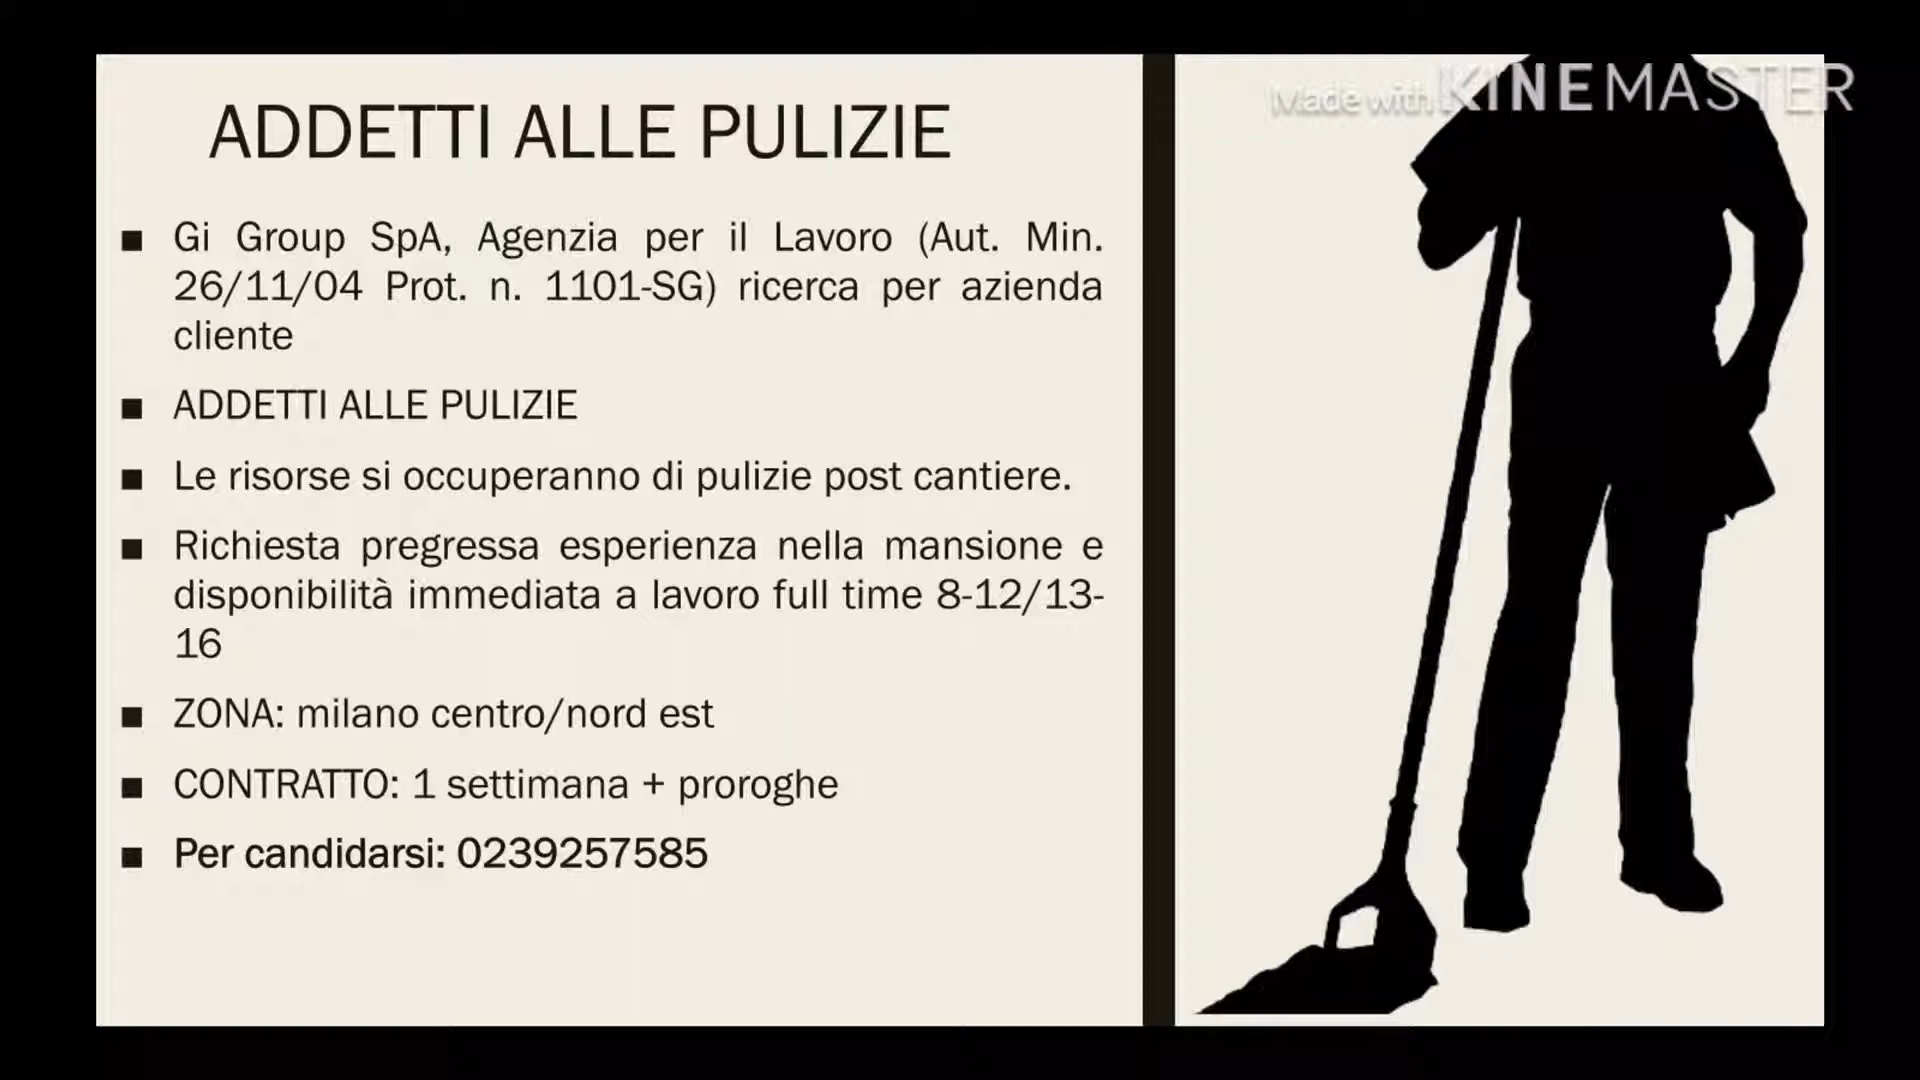 Made with KINEMASTER
ADDETTI ALLE PULIZIE
■ Gi Group SpA, Agenzia per il Lavoro (Aut. Min.
26/11/04 Prot. n. 1101-SG) ricerca per azienda
cliente
■ ADDETTI ALLE PULIZIE
■ Le risorse si occuperanno di pulizie post cantiere.
■ Richiesta pregressa esperienza nella mansione e
disponibilità immediata a lavoro full time 8-12/13-
16
■ ZONA: milano centro/nord est
■ CONTRATTO: 1 settimana + proroghe
■ Per candidarsi: 0239257585